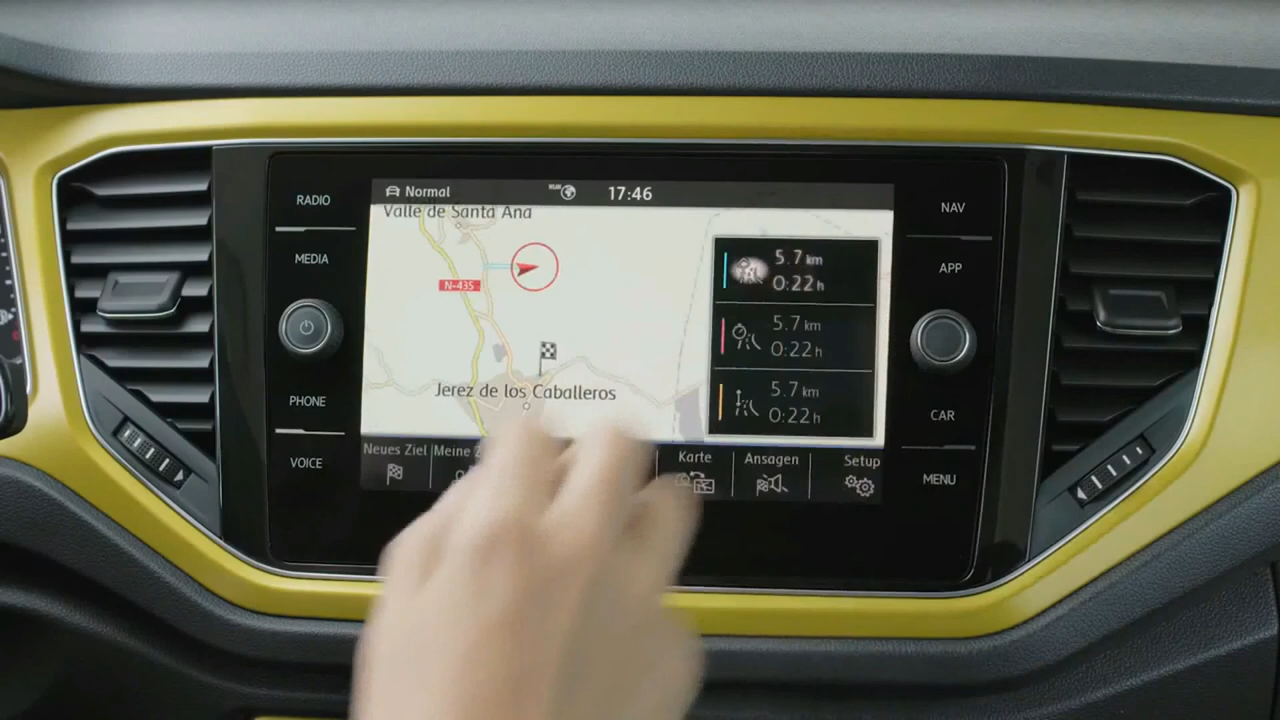 RADIO
MEDIA
PHONE
VOICE
Normal
WLAN
17:46
Valle de Santa Ana
N-435
Jerez de los Caballeros
5.7 km
0:22 h
5.7 km
0:22 h
5.7 km
0:22 h
Neues Ziel
Meine
Karte
Ansagen
Setup
NAV
APP
CAR
MENU